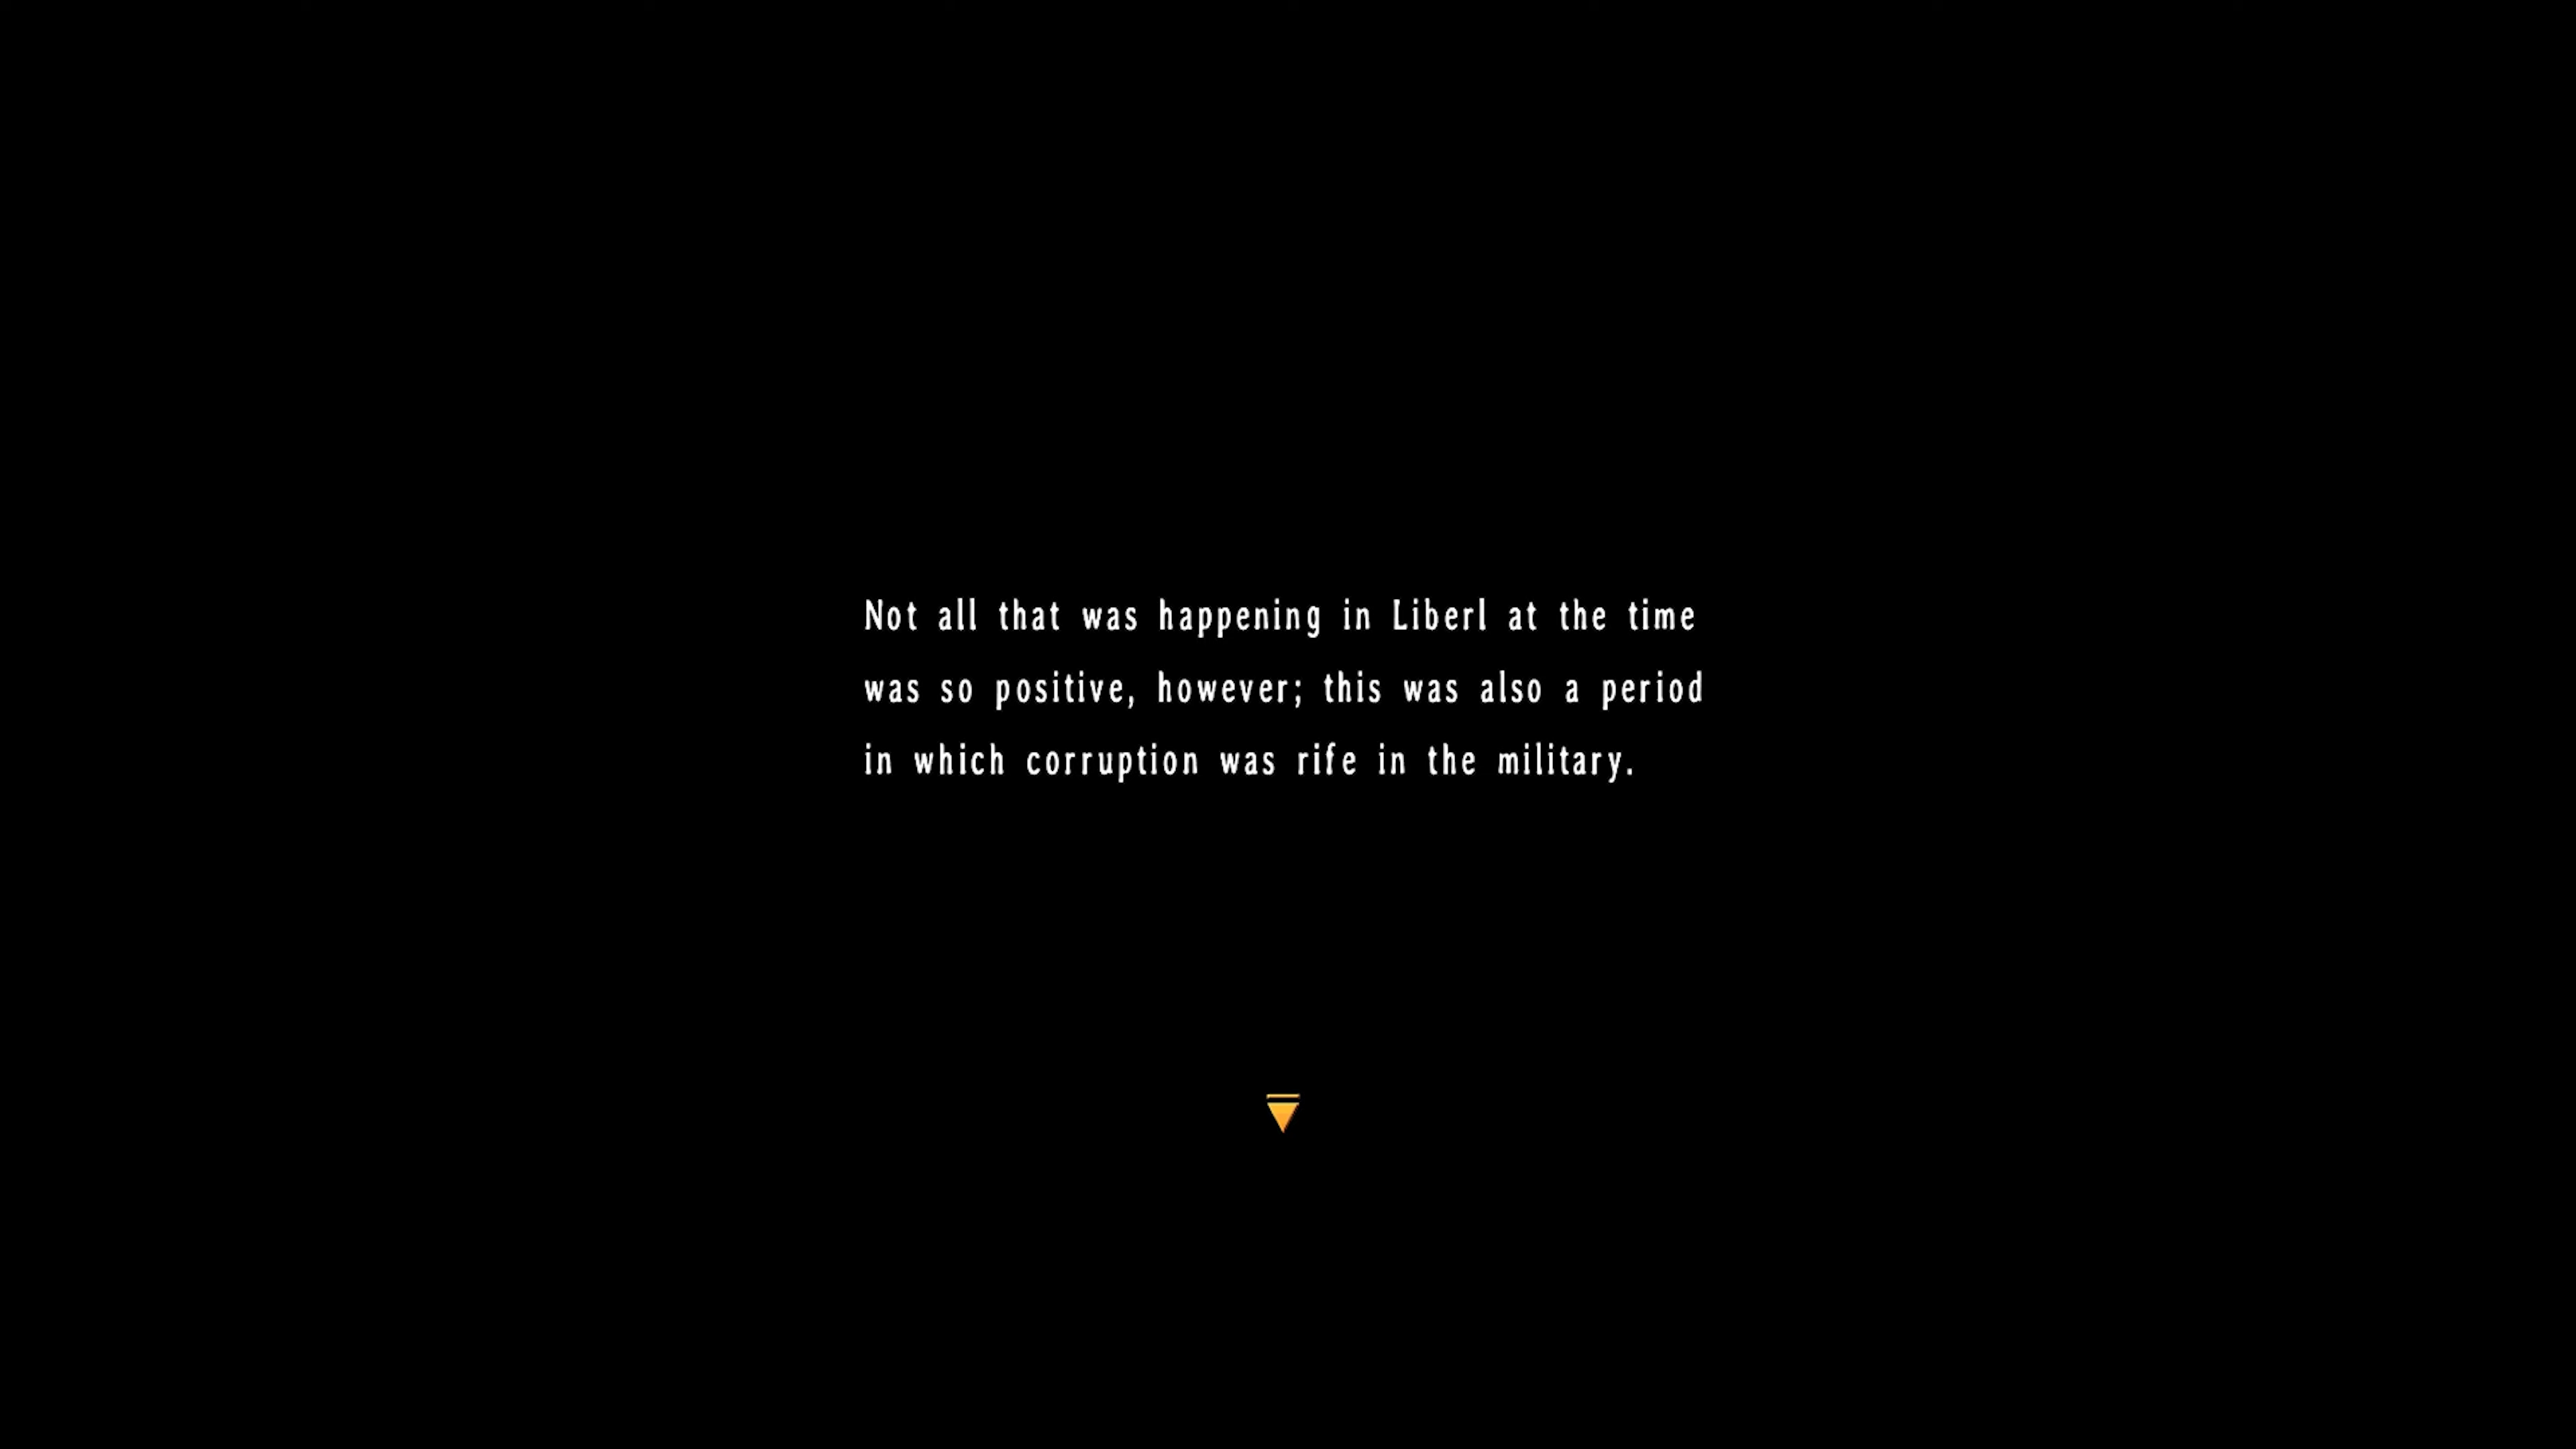 Not all that was happening in Liberl at the time
was so positive, however; this was also a period
in which corruption was rife in the military.